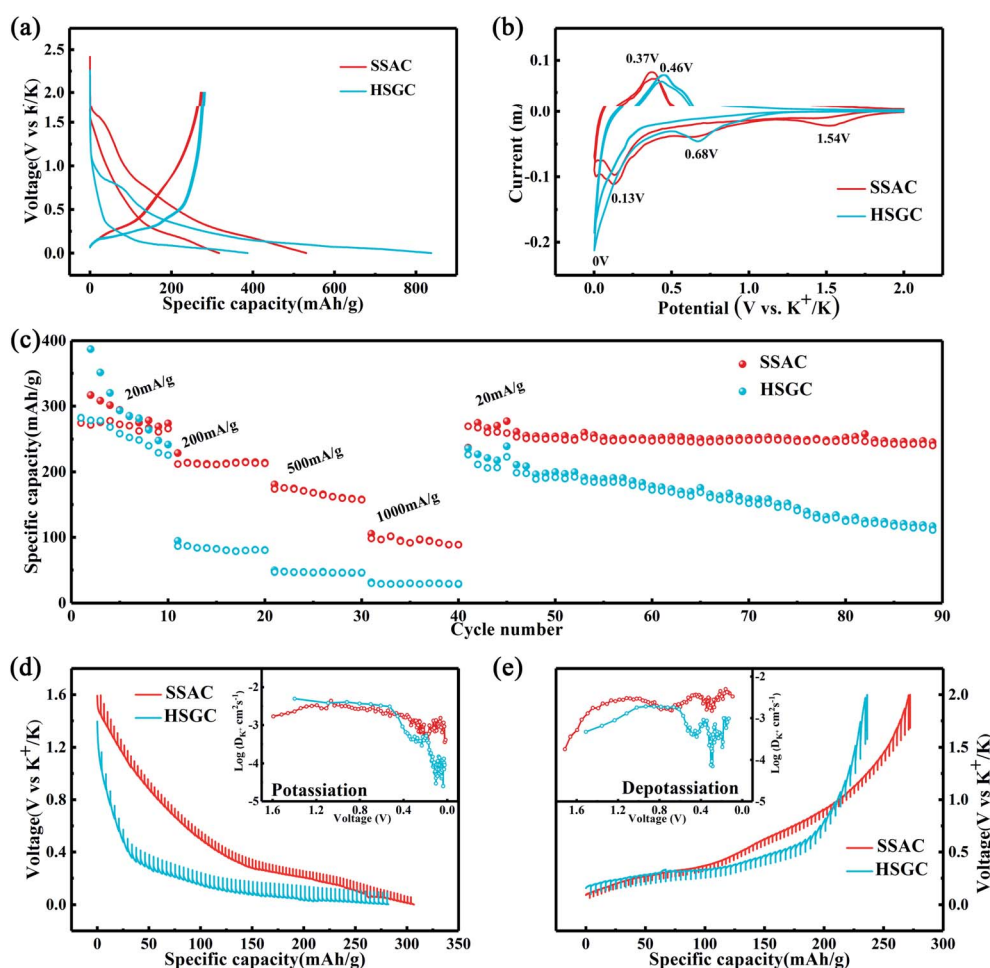 (a)
SSAC
HSGC
Voltage(V vs K/K)
2.5
2.0
1.5
1.0
0.5
0.0
0
200
400
600
800
Specific capacity(mAh/g)
(b)
0.37V
0.46V
0.68V
1.54V
0.13V
0V
SSAC
HSGC
Current (m)
0.1
0.0
-0.1
-0.2
0.0
1.0
2.0
Potential (V vs. K+/K)
(c)
SSAC
HSGC
20mA/g
200mA/g
500mA/g
1000mA/g
20mA/g
Specific capacity(mAh/g)
400
300
200
100
0
0
10
20
30
40
50
60
70
80
90
Cycle number
(d)
SSAC
HSGC
Voltage(V vs K+/K)
1.6
1.2
0.8
0.4
0.0
0
50
100
150
200
250
300
350
Specific capacity(mAh/g)
Log (DK+ cm2s-1)
-2
-3
-4
-5
Potassiation
1.6
1.2
0.8
0.4
0.0
Voltage (V)
(e)
SSAC
HSGC
Voltage(V vs K+/K)
2.0
1.5
1.0
0.5
0.0
0
50
100
150
200
250
300
Specific capacity(mAh/g)
Log (DK+ cm2s-1)
-2
-3
-4
-5
Depotassiation
1.6
1.2
0.8
0.4
0.0
Voltage (V)